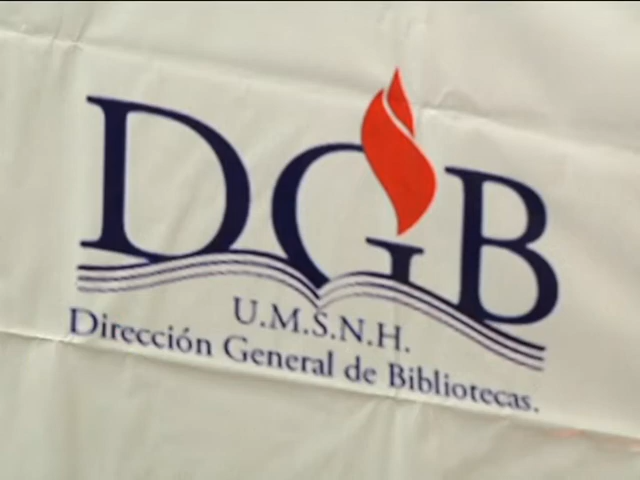 DGB
U.M.S.N.H.
Dirección General de Bibliotecas.